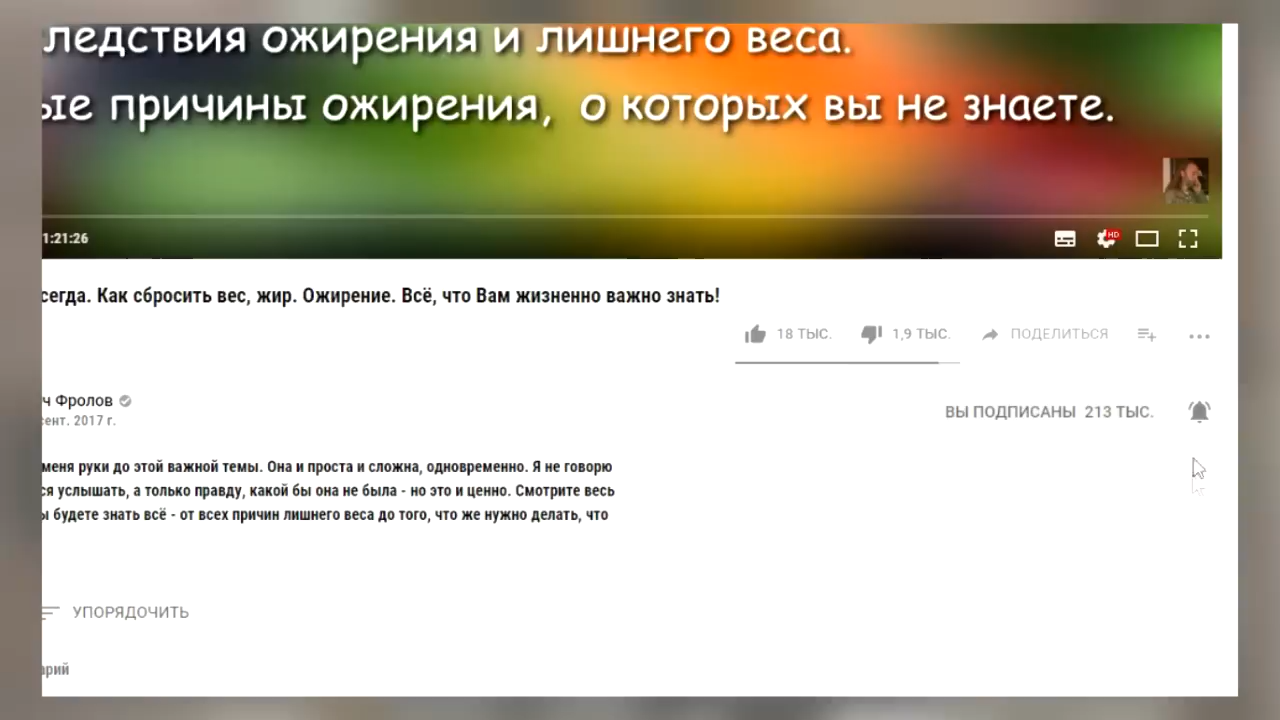 ледствия ожирения и лишнего веса.
ые причины ожирения, о которых вы не знаете.
1:21:26
HD
сегда. Как сбросить вес, жир. Ожирение. Всё, что Вам жизненно важно знать!
18 ТЫС. 1,9 ТЫС. ПОДЕЛИТЬСЯ
ч Фролов
сент. 2017 г.
ВЫ ПОДПИСАНЫ 213 ТЫС.
меня руки до этой важной темы. Она и проста и сложна, одновременно. Я не говорю
ся услышать, а только правду, какой бы она не была - но это и ценно. Смотрите весь
ы будете знать всё - от всех причин лишнего веса до того, что же нужно делать, что
УПОРЯДОЧИТЬ
арий